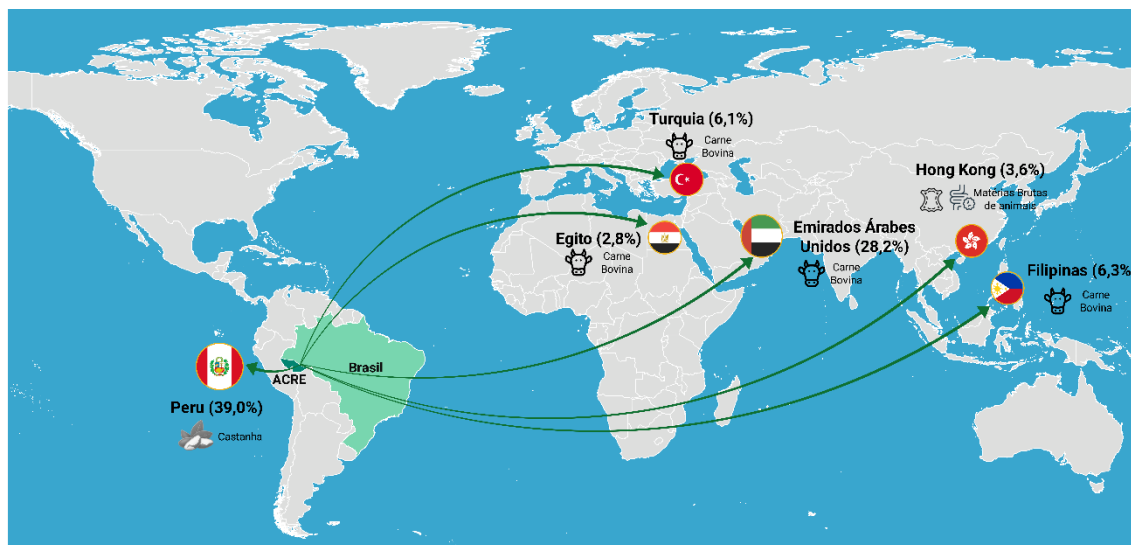 Turquia (6,1%)
Carne
Bovina
Hong Kong (3,6%)
Matérias Brutas
de animais
Emirados Árabes
Unidos (28,2%)
Carne
Bovina
Egito (2,8%)
Carne
Bovina
Filipinas (6,3%
Carne
Bovina
Brasil
ACRE
Peru (39,0%)
Castanha